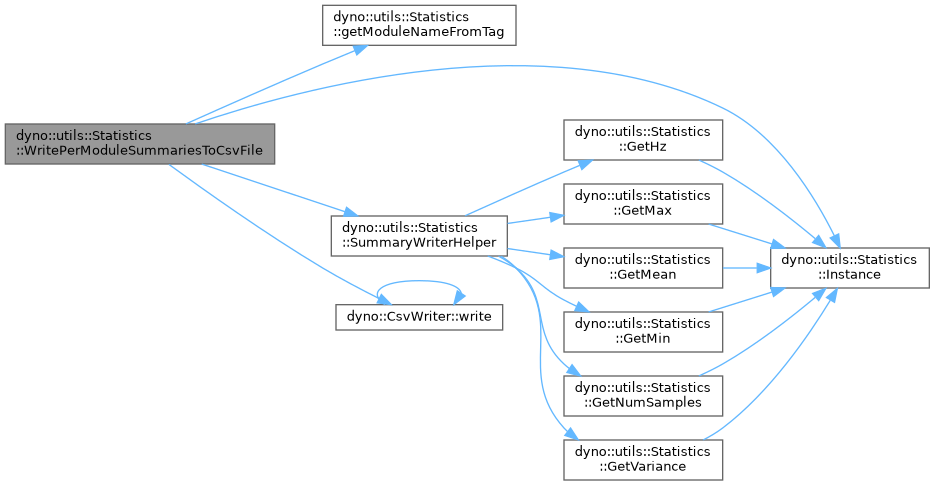 dyno::utils::Statistics
::getModuleNameFromTag
dyno::utils::Statistics
::WritePerModuleSummariesToCsvFile
dyno::utils::Statistics
::SummaryWriterHelper
dyno::CsvWriter::write
dyno::utils::Statistics
::GetHz
dyno::utils::Statistics
::GetMax
dyno::utils::Statistics
::GetMean
dyno::utils::Statistics
::GetMin
dyno::utils::Statistics
::GetNumSamples
dyno::utils::Statistics
::GetVariance
dyno::utils::Statistics
::Instance